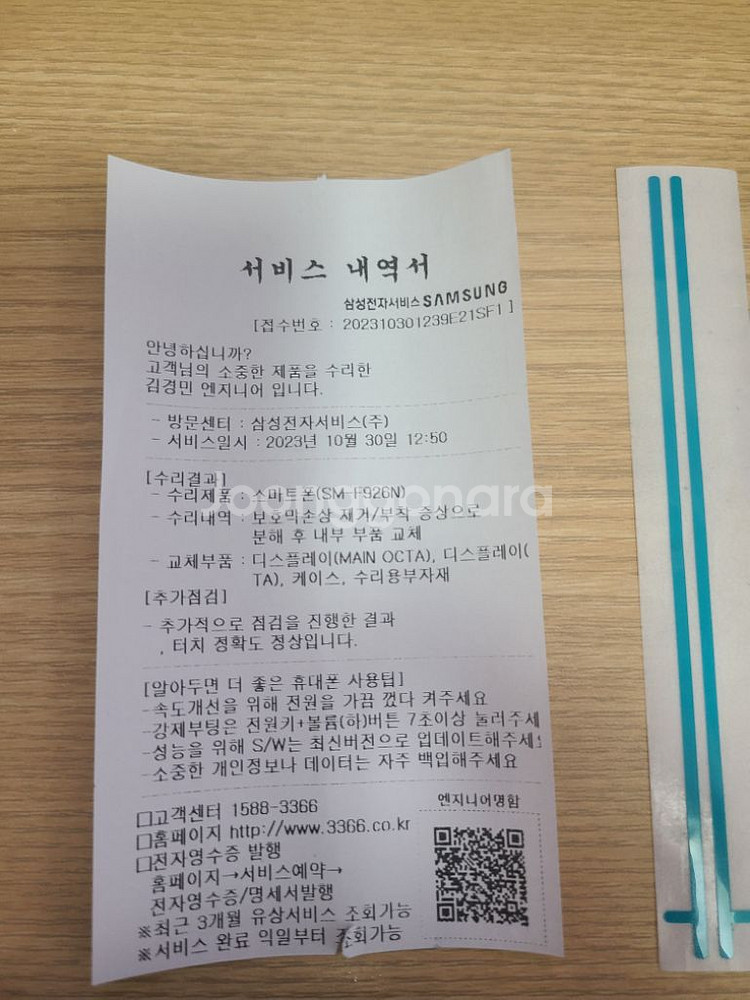 서비스 내역서
삼성전자서비스 SAMSUNG
[접수번호 : 202310301239E21SF1 ]
안녕하십니까?
고객님의 소중한 제품을 수리한
김경민 엔지니어 입니다.
- 방문센터 : 삼성전자서비스(주)
- 서비스일시 : 2023년 10월 30일 12:50
[수리결과]
- 수리제품 : 스마트폰(SM-F926N)
- 수리내역 : 보호막손상 제거/부착 증상으로
분해 후 내부 부품 교체
- 교체부품 : 디스플레이(MAIN OCTA), 디스플레이(
TA), 케이스, 수리용부자재
[추가점검]
- 추가적으로 점검을 진행한 결과
, 터치 정확도 정상입니다.
[알아두면 더 좋은 휴대폰 사용팁]
-속도개선을 위해 전원을 가끔 껐다 켜주세요
-강제부팅은 전원키+볼륨(하)버튼 7초이상 눌러주세
-성능을 위해 S/W는 최신버전으로 업데이트해주세
-소중한 개인정보나 데이터는 자주 백업해주세요
엔지니어명함
□고객센터 1588-3366
□홈페이지 http://www.3366.co.kr
□전자영수증 발행
홈페이지→서비스예약→
전자영수증/명세서발행
※최근 3개월 유상서비스 조회가능
※서비스 완료 익일부터 조회가능
Joonggonara